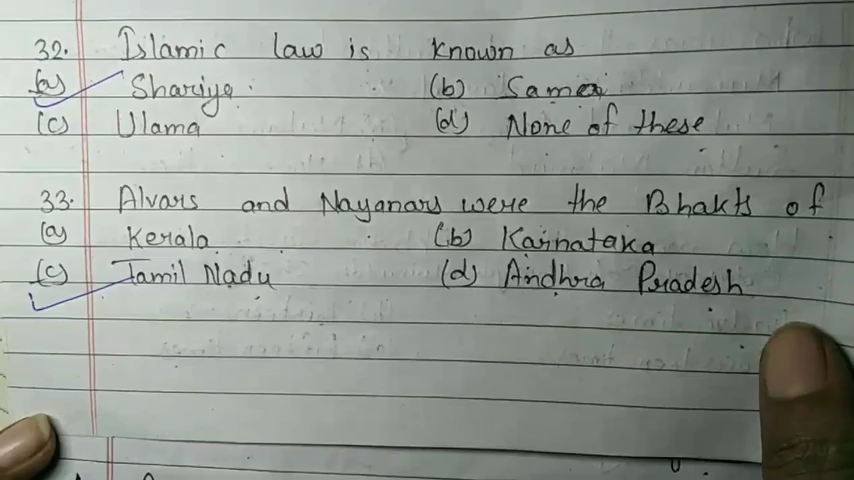 32. Islamic law is known as
(a) Shariya (b) Sama
(c) Ulama (d) None of these
33. Alvars and Nayanars were the Bhakts of
(a) Kerala (b) Karnataka
(c) Tamil Nadu (d) Andhra Pradesh